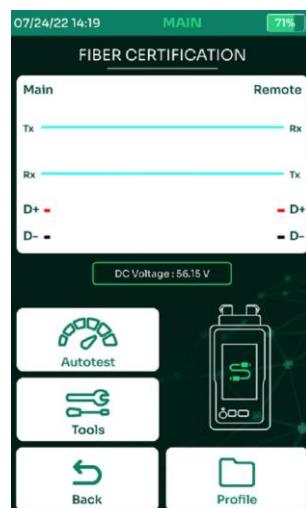 07/24/22 14:19 MAIN 71%
FIBER CERTIFICATION
Main Remote
Tx Rx
Rx Tx
D+ D+
D- D-
DC Voltage : 56.15 V
Autotest
Tools
Back Profile